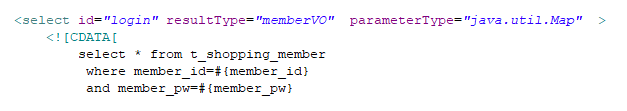 <select id="login" resultType="memberVO"  parameterType="java.util.Map"  >
<![CDATA[
select * from t_shopping_member
where member_id=#{member_id}
and member_pw=#{member_pw}